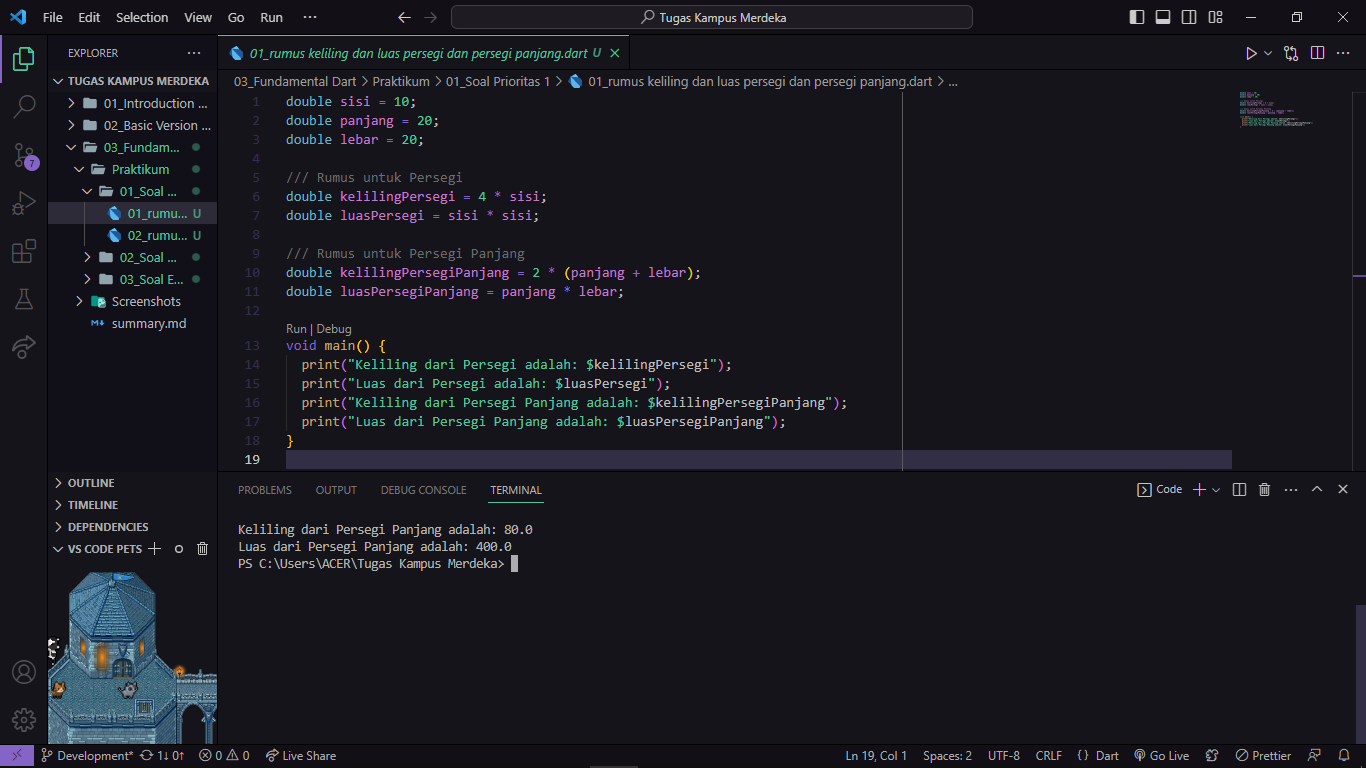 File Edit Selection View Go Run ··· Tugas Kampus Merdeka
EXPLORER ···
TUGAS KAMPUS MERDEKA
01_Introduction ...
02_Basic Version ...
03_Fundam...
Praktikum
01_Soal ...
01_rumu... U
02_rumu... U
02_Soal ...
03_Soal E...
Screenshots
summary.md
7
OUTLINE
TIMELINE
DEPENDENCIES
VS CODE PETS
01_rumus keliling dan luas persegi dan persegi panjang.dart U
03_Fundamental Dart > Praktikum > 01_Soal Prioritas 1 > 01_rumus keliling dan luas persegi dan persegi panjang.dart > ...
1 double sisi = 10;
2 double panjang = 20;
3 double lebar = 20;
4
5 /// Rumus untuk Persegi
6 double kelilingPersegi = 4 * sisi;
7 double luasPersegi = sisi * sisi;
8
9 /// Rumus untuk Persegi Panjang
10 double kelilingPersegiPanjang = 2 * (panjang + lebar);
11 double luasPersegiPanjang = panjang * lebar;
12
Run | Debug
13 void main() {
14 print("Keliling dari Persegi adalah: $kelilingPersegi");
15 print("Luas dari Persegi adalah: $luasPersegi");
16 print("Keliling dari Persegi Panjang adalah: $kelilingPersegiPanjang");
17 print("Luas dari Persegi Panjang adalah: $luasPersegiPanjang");
18 }
19
PROBLEMS OUTPUT DEBUG CONSOLE TERMINAL Code
Keliling dari Persegi Panjang adalah: 80.0
Luas dari Persegi Panjang adalah: 400.0
PS C:\Users\ACER\Tugas Kampus Merdeka>
Development* 1↓ 0↑ 0 0 Live Share Ln 19, Col 1 Spaces: 2 UTF-8 CRLF {} Dart Go Live Prettier